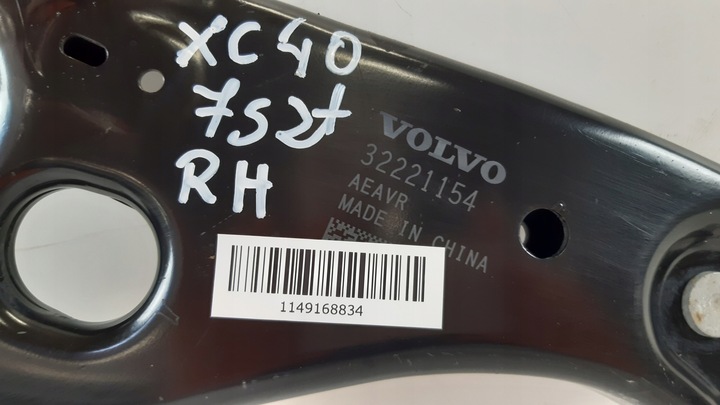 XC40
7527
RH
VOLVO
32221154
AEAVR
MADE IN CHINA
1149168834